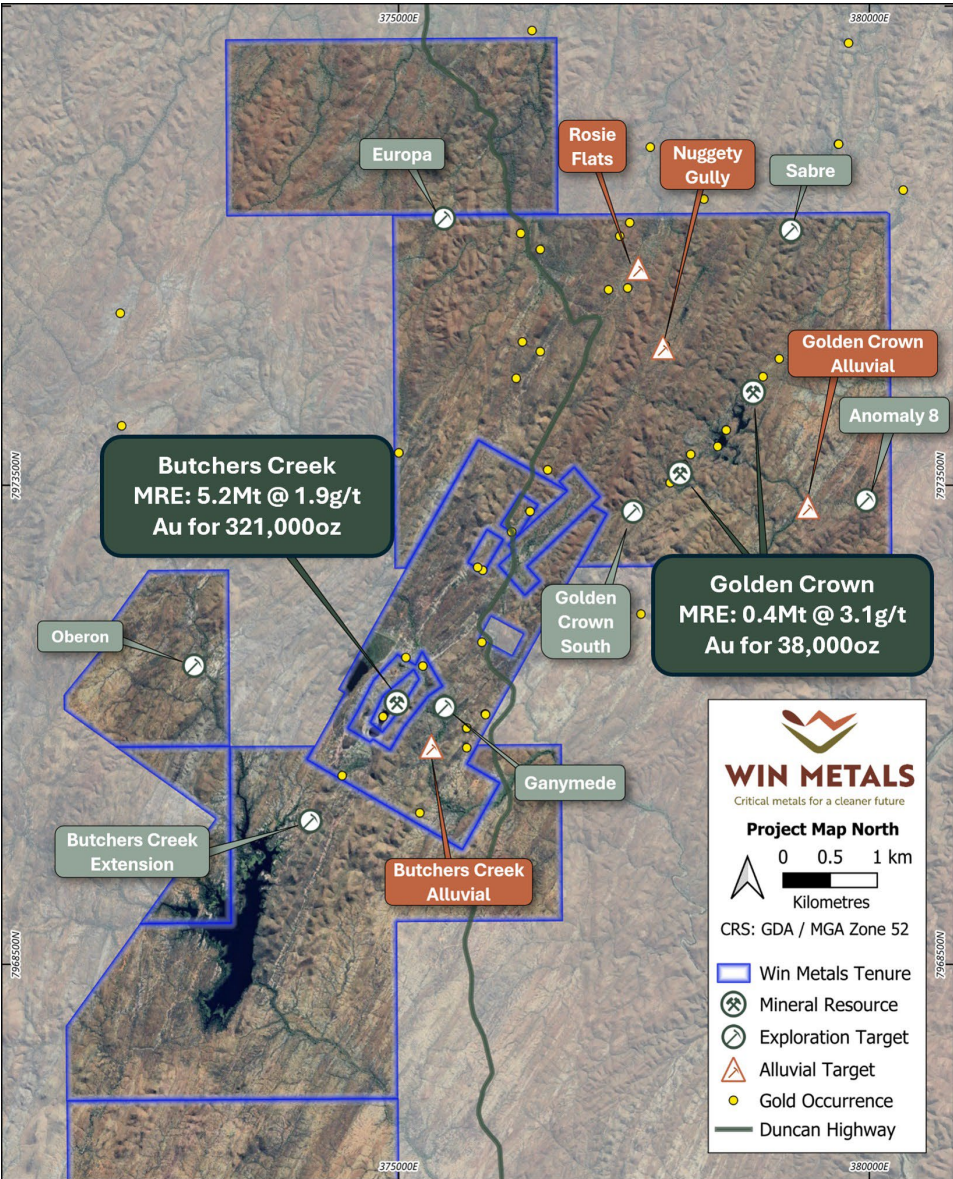 375000E
380000E
Europa
Rosie
Flats
Nuggety
Gully
Sabre
Golden Crown
Alluvial
Anomaly 8
7973500N
7973500N
Butchers Creek
MRE: 5.2Mt @ 1.9g/t
Au for 321,000oz
Golden
Crown
South
Golden Crown
MRE: 0.4Mt @ 3.1g/t
Au for 38,000oz
Oberon
Ganymede
Butchers Creek
Extension
Butchers Creek
Alluvial
7968500N
7968500N
WIN METALS
Critical metals for a cleaner future
Project Map North
0 0.5 1 km
Kilometres
CRS: GDA / MGA Zone 52
Win Metals Tenure
Mineral Resource
Exploration Target
Alluvial Target
Gold Occurrence
Duncan Highway
375000E
380000E